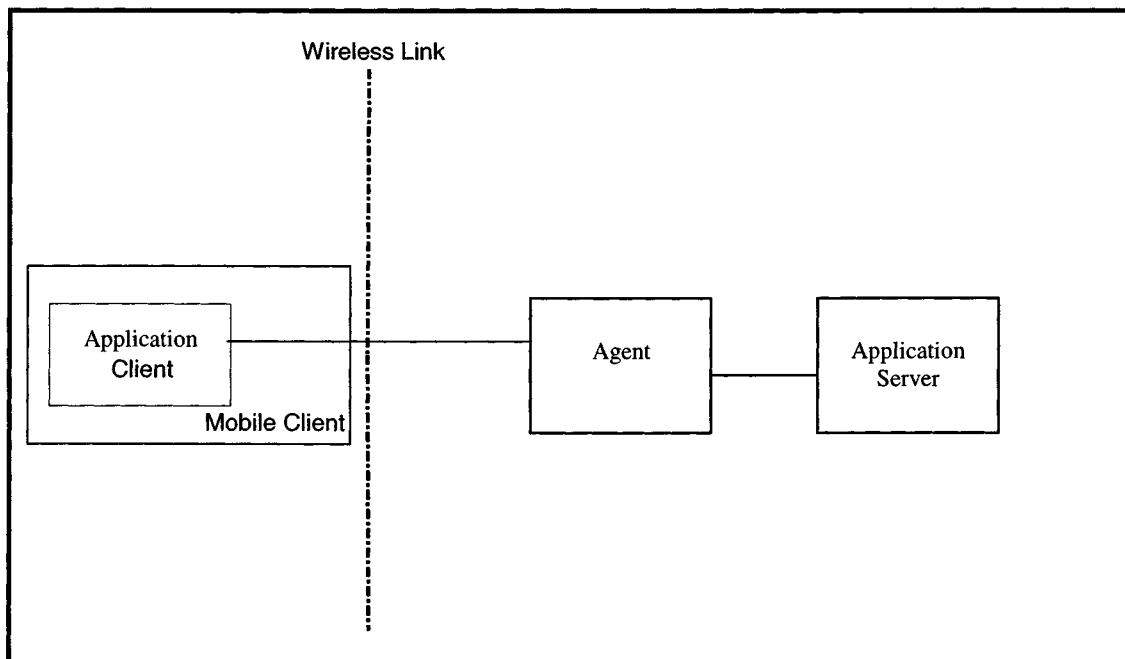 Wireless Link
Application
Client
Mobile Client
Agent
Application
Server